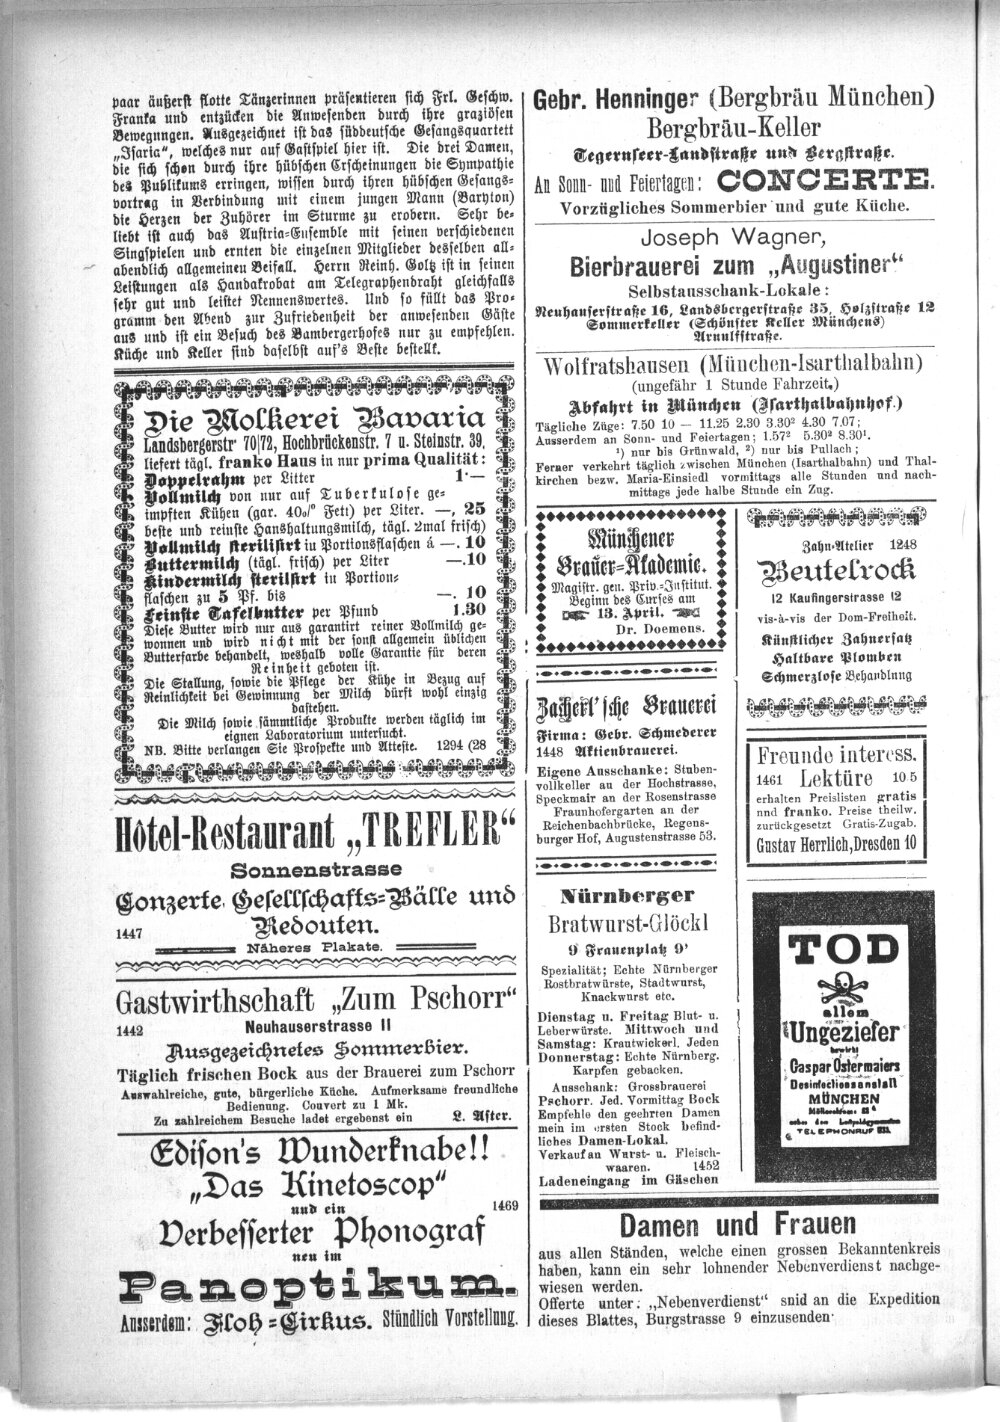 paar äußerst flotte Tänzerinnen präsentieren sich Frl. Geschw.
Franka und entzücken die Anwesenden durch ihre graziösen
Bewegungen. Ausgezeichnet ist das süddeutsche Gesangsquartett
„Isaria“, welches nur auf Gastspiel hier ist. Die drei Damen,
die sich schon durch ihre hübschen Erscheinungen die Sympathie
des Publikums erringen, wissen durch ihren hübschen Gesangs-
vortrag in Verbindung mit einem jungen Mann (Baryton)
die Herzen der Zuhörer im Sturme zu erobern. Sehr be-
liebt ist auch das Austria-Ensemble mit seinen verschiedenen
Singspielen und ernten die einzelnen Mitglieder desselben all-
abendlich allgemeinen Beifall. Herrn Reinh. Goltz ist in seinen
Leistungen als Handakrobat am Telegraphendraht gleichfalls
sehr gut und leistet Nennenswertes. Und so füllt das Pro-
gramm den Abend zur Zufriedenheit der anwesenden Gäste
aus und ist ein Besuch des Bambergerhofes nur zu empfehlen.
Küche und Keller sind daselbst auf's Beste bestellt.
Die Molkerei Bavaria
Landsbergerstr 70/72, Hochbrückenstr. 7 u. Steinstr. 39,
liefert tägl. franko Haus in nur prima Qualität:
Doppelrahm per Litter 1·—
Vollmilch von nur auf Tuberkulose ge-
impften Kühen (gar. 4% Fett) per Liter. —, 25
beste und reinste Haushaltungsmilch, tägl. 2mal frisch)
Vollmilch sterilisirt in Portionsflaschen á —. 10
Buttermilch (tägl. frisch) per Liter —.10
Kindermilch sterilsirt in Portion-
flaschen zu 5 Pf. bis —. 10
Feinste Tafelbutter per Pfund 1.30
Diese Butter wird nur aus garantirt reiner Vollmilch ge-
wonnen und wird nicht mit der sonst allgemein üblichen
Butterfarbe behandelt, weshalb volle Garantie für deren
Reinheit geboten ist.
Die Stallung, sowie die Pflege der Kühe in Bezug auf
Reinlichkeit bei Gewinnung der Milch dürft wohl einzig
dastehen.
Die Milch sowie sämmtliche Produkte werden täglich im
eignen Laboratorium untersucht.
NB. Bitte verlangen Sie Prospekte und Atteste. 1294 (28
Hôtel-Restaurant „TREFLER“
Sonnenstrasse
Conzerte, Gesellschafts-Bälle und
Redouten.
1447
Näheres Plakate.
Gastwirthschaft „Zum Pschorr“
1442 Neuhauserstrasse 11
Ausgezeichnetes Sommerbier.
Täglich frischen Bock aus der Brauerei zum Pschorr
Auswahlreiche, gute, bürgerliche Küche. Aufmerksame freundliche
Bedienung. Couvert zu 1 Mk.
Zu zahlreichem Besuche ladet ergebenst ein L. After.
Edison's Wunderknabe!!
„Das Kinetoscop“
und ein 1469
Verbesserter Phonograf
neu im
Panoptikum.
Ausserdem: Floh-Cirkus. Stündlich Vorstellung.
Gebr. Henninger (Bergbräu München)
Bergbräu-Keller
Tegernseer-Landstraße und Bergstraße.
An Sonn- und Feiertagen: CONCERTE.
Vorzügliches Sommerbier und gute Küche.
Joseph Wagner,
Bierbrauerei zum „Augustiner“
Selbstausschank-Lokale:
Neuhauserstraße 16, Landsbergerstraße 35, Holzstraße 12
Sommerkeller (Schönster Keller Münchens)
Arnulfstraße.
Wolfratshausen (München-Isarthalbahn)
(ungefähr 1 Stunde Fahrzeit.)
Abfahrt in München (Isarthalbahnhof.)
Tägliche Züge: 7.50 10 — 11.25 2.30 3.30² 4.30 7,07;
Ausserdem an Sonn- und Feiertagen; 1.57² 5.30² 8.30¹.
¹) nur bis Grünwald, ²) nur bis Pullach;
Ferner verkehrt täglich zwischen München (Isarthalbahn) und Thal-
kirchen bezw. Maria-Einsiedl vormittags alle Stunden und nach-
mittags jede halbe Stunde ein Zug.
Münchener
Brauer-Akademie.
Magistr. gen. Priv.-Institut.
Beginn des Curses am
13. April.
Dr. Doemens.
Zacherl'sche Brauerei
Firma: Gebr. Schmederer
1448 Aktienbrauerei.
Eigene Ausschanke: Stuben-
vollkeller au der Hochstrasse,
Speckmair an der Rosenstrasse
Fraunhofergarten an der
Reichenbachbrücke, Regens-
burger Hof, Augustenstrasse 53.
Nürnberger
Bratwurst-Glöckl
9 Frauenplatz 9'
Spezialität; Echte Nürnberger
Rostbratwürste, Stadtwurst,
Knackwurst etc.
Dienstag u. Freitag Blut- u.
Leberwürste. Mittwoch und
Samstag: Krautwickerl. Jeden
Donnerstag: Echte Nürnberg.
Karpfen gebacken.
Ausschank: Grossbrauerei
Pschorr. Jed. Vormittag Bock
Empfehle den geehrten Damen
mein im ersten Stock befind-
liches Damen-Lokal.
Verkauf an Wurst- u. Fleisch-
waaren. 1452
Ladeneingang im Gäschen
Zahn-Atelier 1248
Beutelrock
12 Kaufingerstrasse 12
vis-à-vis der Dom-Freiheit.
Künstlicher Zahnersatz
Haltbare Plomben
Schmerzlose Behandlung
Freunde interess.
1461 Lektüre 10 5
erhalten Preislisten gratis
nnd franko. Preise theilw.
zurückgesetzt Gratis-Zugab.
Gustav Herrlich, Dresden 10
TOD
allem
Ungeziefer
bewirkt
Gaspar Ostermaiers
Desinfectionsanstalt
MÜNCHEN
TELEPHONRUF
Damen und Frauen
aus allen Ständen, welche einen grossen Bekanntenkreis
haben, kann ein sehr lohnender Nebenverdienst nachge-
wiesen werden.
Offerte unter: „Nebenverdienst“ snid an die Expedition
dieses Blattes, Burgstrasse 9 einzusenden·